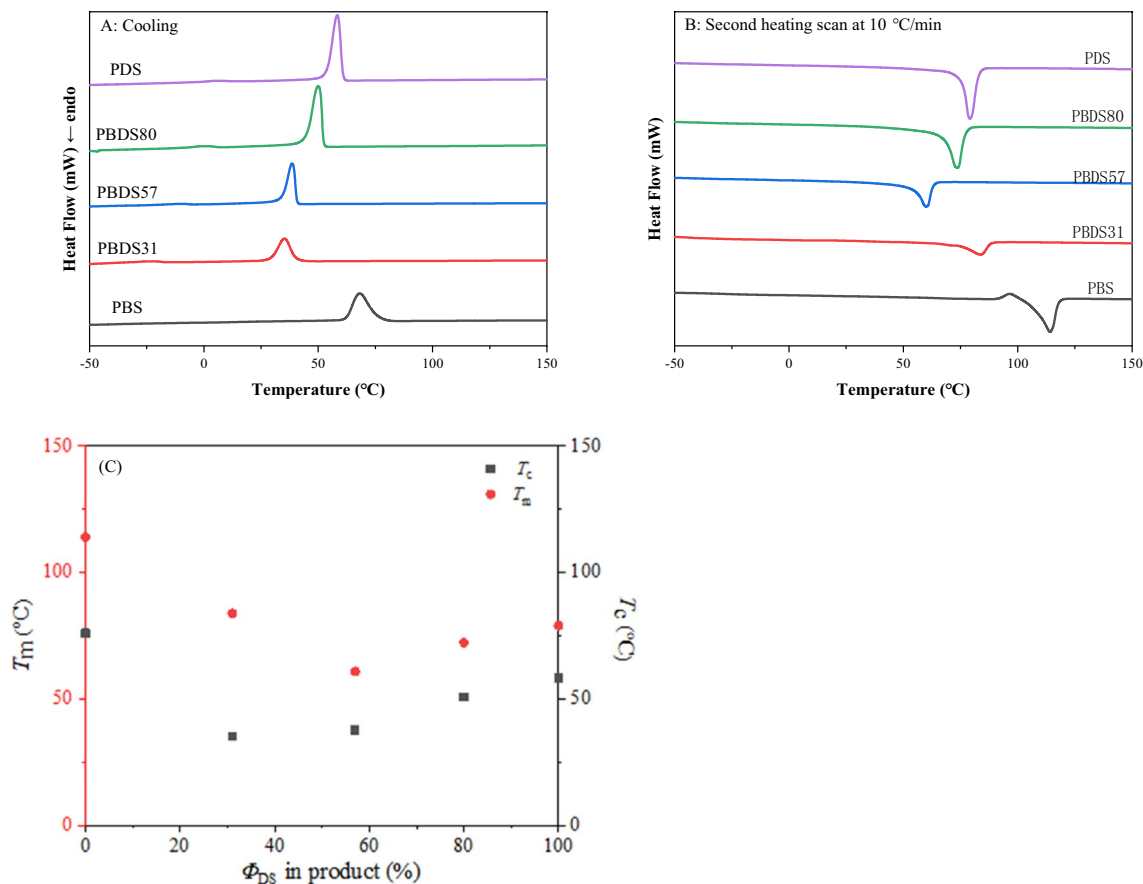 A: Cooling
PDS
PBDS80
PBDS57
PBDS31
PBS
Heat Flow (mW) ← endo
-50 0 50 100 150
Temperature (℃)
B: Second heating scan at 10 ℃/min
PDS
PBDS80
PBDS57
PBDS31
PBS
Heat Flow (mW)
-50 0 50 100 150
Temperature (℃)
(C)
Tc
Tm
150
100
50
0
Tm (℃)
150
100
50
0
Tc (℃)
0 20 40 60 80 100
ΦDS in product (%)